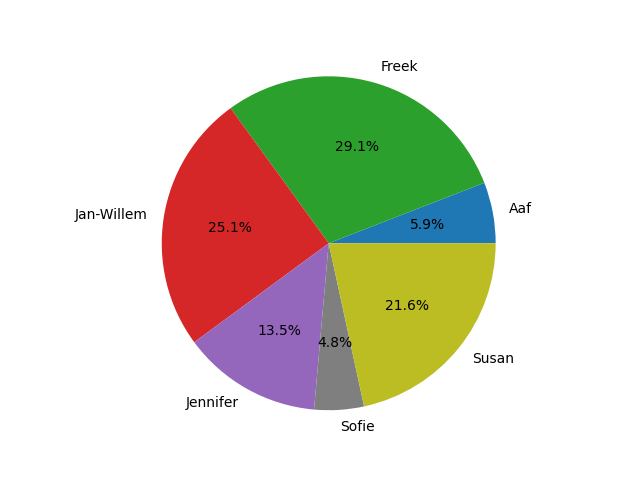 Freek
29.1%
Aaf
5.9%
Jan-Willem
25.1%
21.6%
13.5%
4.8%
Susan
Jennifer
Sofie